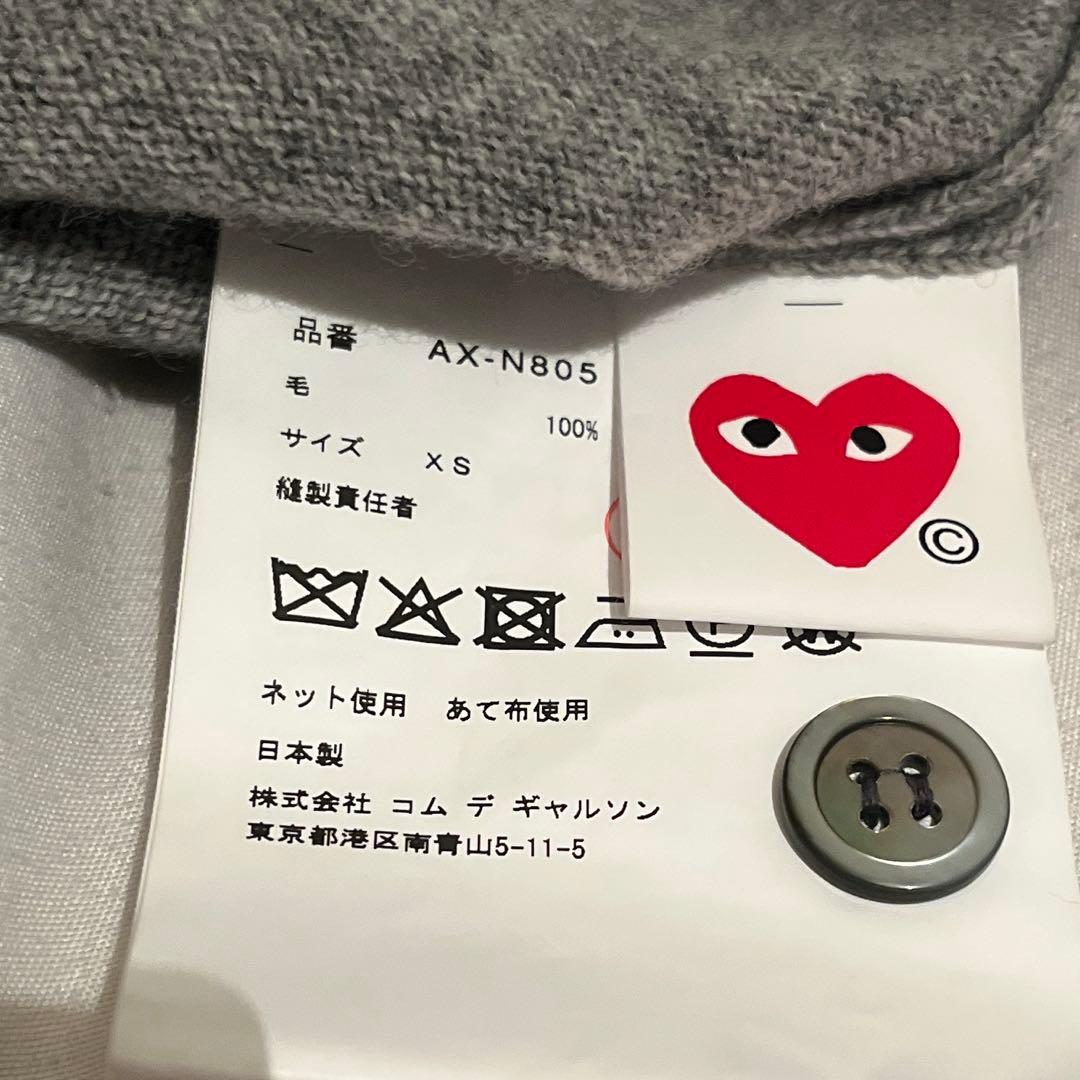 品番 AX-N805
毛 100%
サイズ XS
縫製責任者
©
ネット使用 あて布使用
日本製
株式会社 コム デ ギャルソン
東京都港区南青山5-11-5